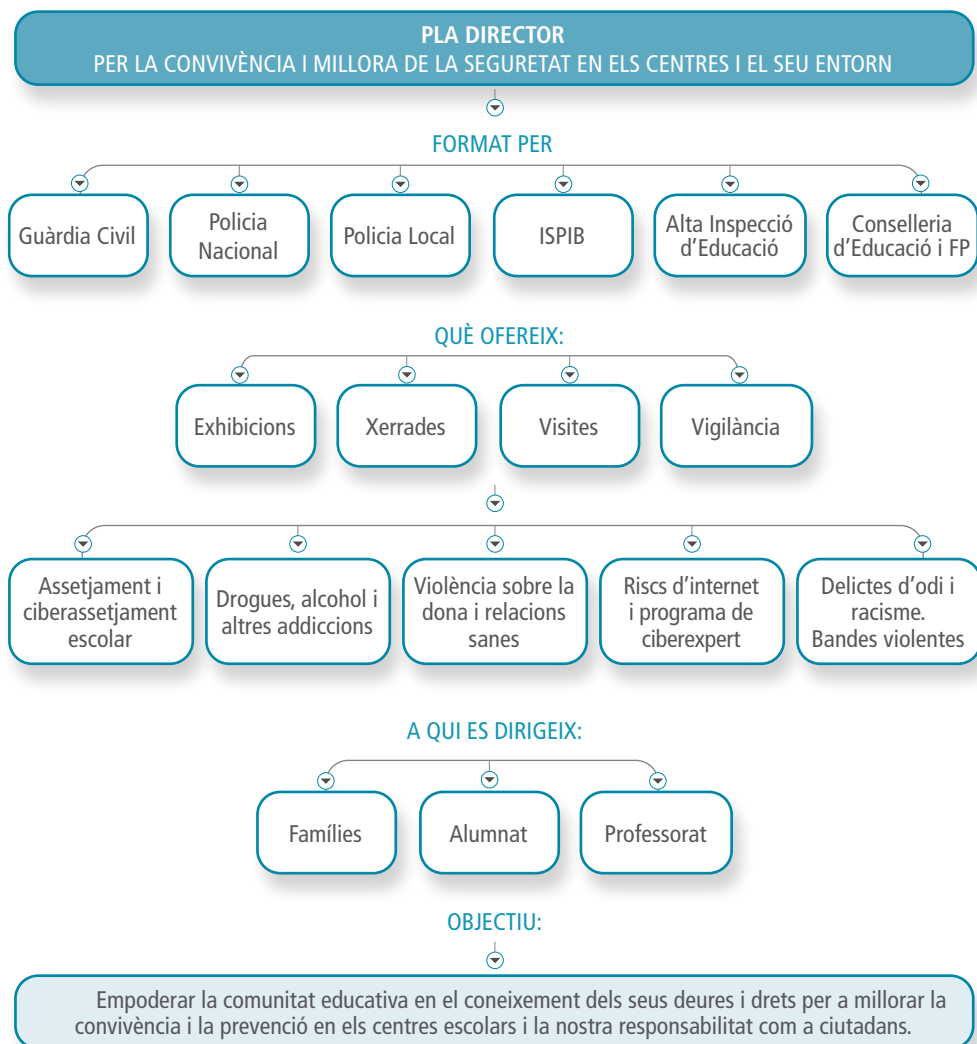 PLA DIRECTOR
PER LA CONVIVÈNCIA I MILLORA DE LA SEGURETAT EN ELS CENTRES I EL SEU ENTORN
FORMAT PER
Guàrdia Civil
Policia
Nacional
Policia Local
ISPIB
Alta Inspecció
d'Educació
Conselleria
d'Educació i FP
QUÈ OFEREIX:
Exhibicions
Xerrades
Visites
Vigilància
Assetjament i
ciberassetjament
escolar
Drogues, alcohol i
altres addiccions
Violència sobre la
dona i relacions
sanes
Riscs d'internet
i programa de
ciberexpert
Delictes d'odi i
racisme.
Bandes violentes
A QUI ES DIRIGEIX:
Famílies
Alumnat
Professorat
OBJECTIU:
Empoderar la comunitat educativa en el coneixement dels seus deures i drets per a millorar la
convivència i la prevenció en els centres escolars i la nostra responsabilitat com a ciutadans.